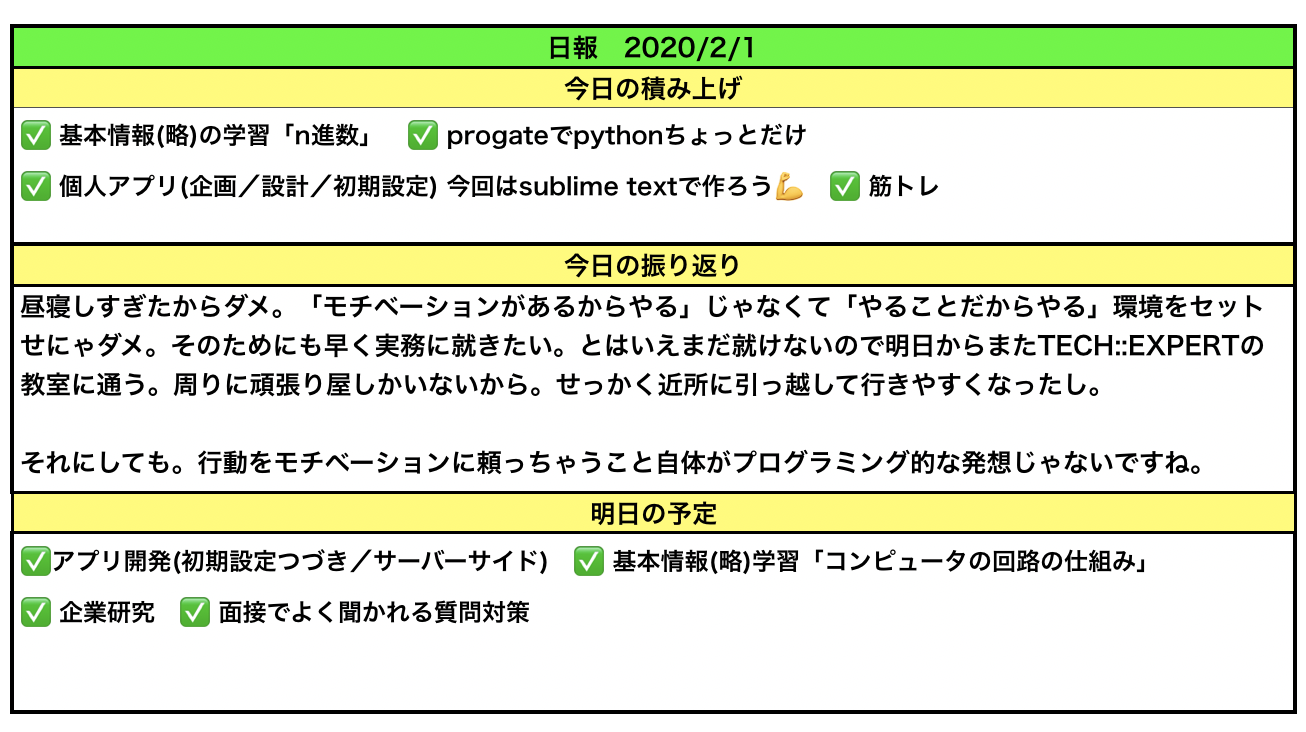 日報　2020/2/1
今日の積み上げ
✅ 基本情報(略)の学習「n進数」　✅ progateでpythonちょっとだけ
✅ 個人アプリ(企画／設計／初期設定) 今回はsublime textで作ろう💪　✅ 筋トレ
今日の振り返り
昼寝しすぎたからダメ。「モチベーションがあるからやる」じゃなくて「やることだからやる」環境をセット
せにゃダメ。そのためにも早く実務に就きたい。とはいえまだ就けないので明日からまたTECH::EXPERTの
教室に通う。周りに頑張り屋しかいないから。せっかく近所に引っ越して行きやすくなったし。
それにしても。行動をモチベーションに頼っちゃうこと自体がプログラミング的な発想じゃないですね。
明日の予定
✅アプリ開発(初期設定つづき／サーバーサイド)　✅ 基本情報(略)学習「コンピュータの回路の仕組み」
✅ 企業研究　✅ 面接でよく聞かれる質問対策